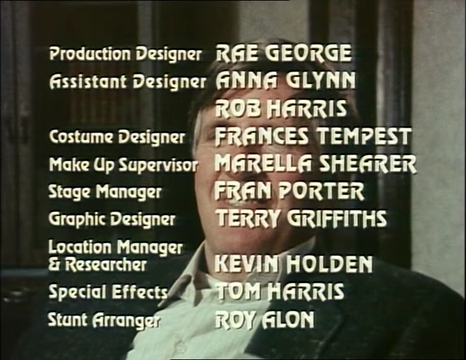 Production Designer RAE GEORGE
Assistant Designer ANNA GLYNN
ROB HARRIS
Costume Designer FRANCES TEMPEST
Make Up Supervisor MARELLA SHEARER
Stage Manager FRAN PORTER
Graphic Designer TERRY GRIFFITHS
Location Manager
& Researcher KEVIN HOLDEN
Special Effects TOM HARRIS
Stunt Arranger ROY ALON